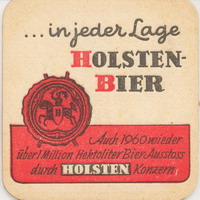 ...in jeder Lage
HOLSTEN-
BIER
Auch 1960 wieder
über 1 Million Hektoliter Bier-Ausstoss
durch HOLSTEN Konzern